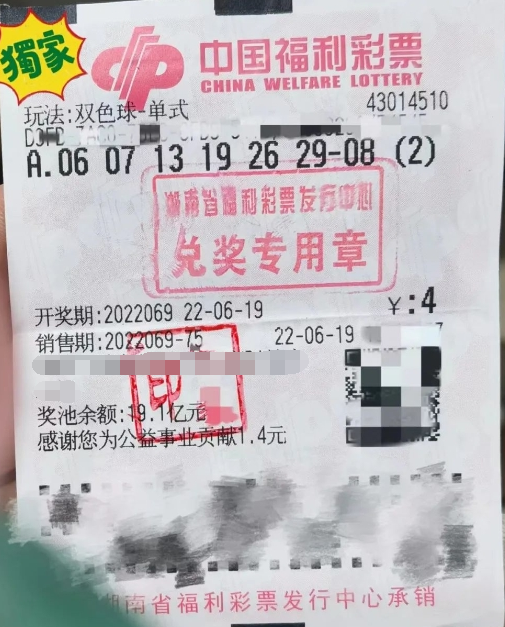 獨家
中国福利彩票
CHINA WELFARE LOTTERY
玩法:双色球-单式
43014510
A.06 07 13 19 26 29-08 (2)
湖南省福利彩票发行中心
兑奖专用章
开奖期:2022069 22-06-19
￥:4
销售期:2022069-75
22-06-19
印
奖池余额:19.1亿元
感谢您为公益事业贡献1.4元
湖南省福利彩票发行中心承销